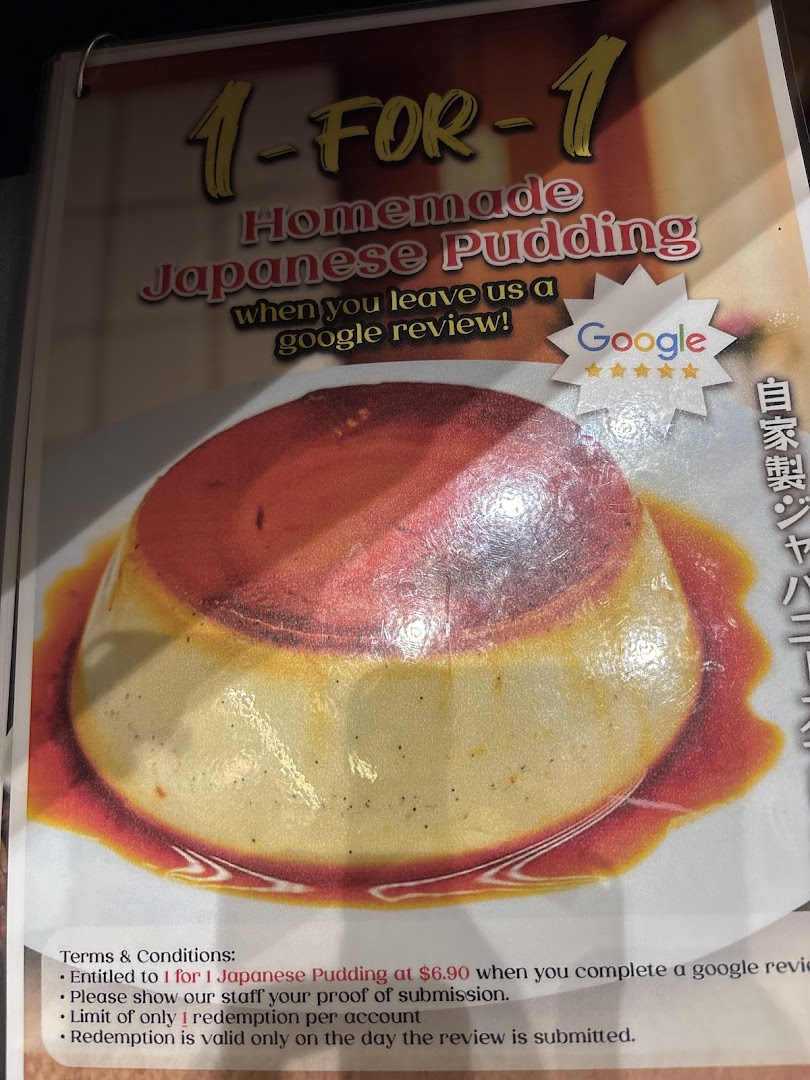 1-FOR-1
Homemade
Japanese Pudding
when you leave us a
google review!
Google
自家製ジャパニーズ
Terms & Conditions:
• Entitled to 1 for 1 Japanese Pudding at $6.90 when you complete a google
• Please show our staff your proof of submission.
• Limit of only 1 redemption per account
• Redemption is valid only on the day the review is submitted.